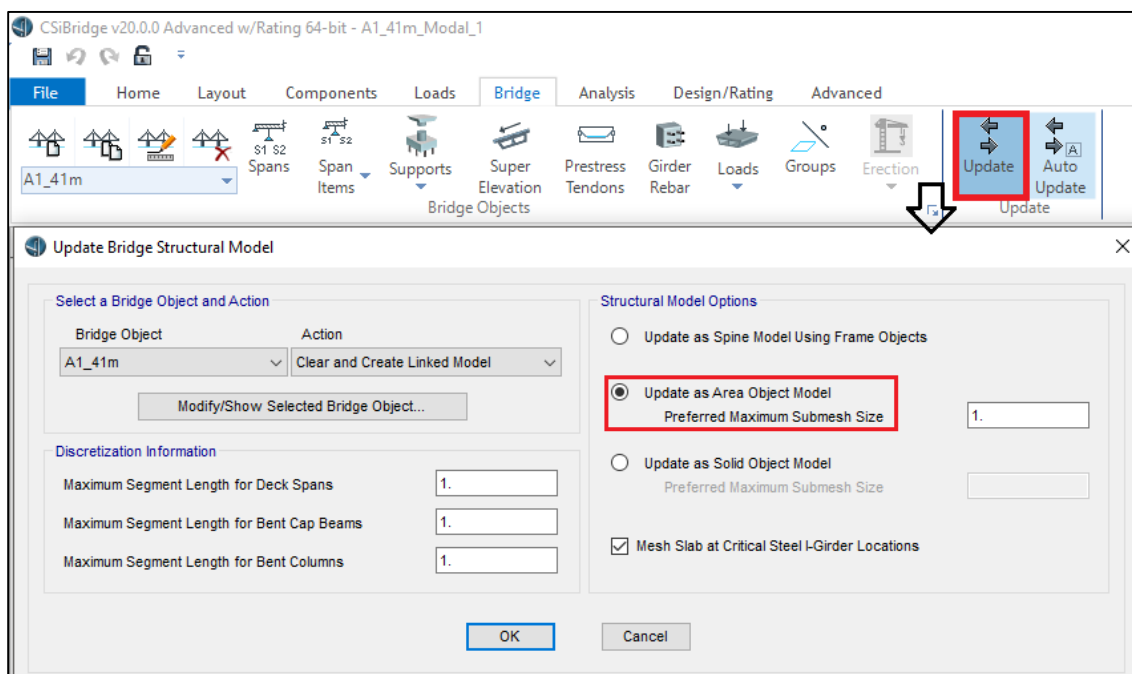 CSiBridge v20.0.0 Advanced w/Rating 64-bit - A1_41m_Modal_1
File Home Layout Components Loads Bridge Analysis Design/Rating Advanced
S1 S2 S1 S2
A1_41m Spans Span Items Supports Super Elevation Prestress Tendons Girder Rebar Loads Groups Erection Update A Auto Update
Bridge Objects Update
Update Bridge Structural Model
Select a Bridge Object and Action
Bridge Object Action
A1_41m Clear and Create Linked Model
Modify/Show Selected Bridge Object...
Discretization Information
Maximum Segment Length for Deck Spans 1.
Maximum Segment Length for Bent Cap Beams 1.
Maximum Segment Length for Bent Columns 1.
Structural Model Options
Update as Spine Model Using Frame Objects
Update as Area Object Model
Preferred Maximum Submesh Size 1.
Update as Solid Object Model
Preferred Maximum Submesh Size
Mesh Slab at Critical Steel I-Girder Locations
OK Cancel